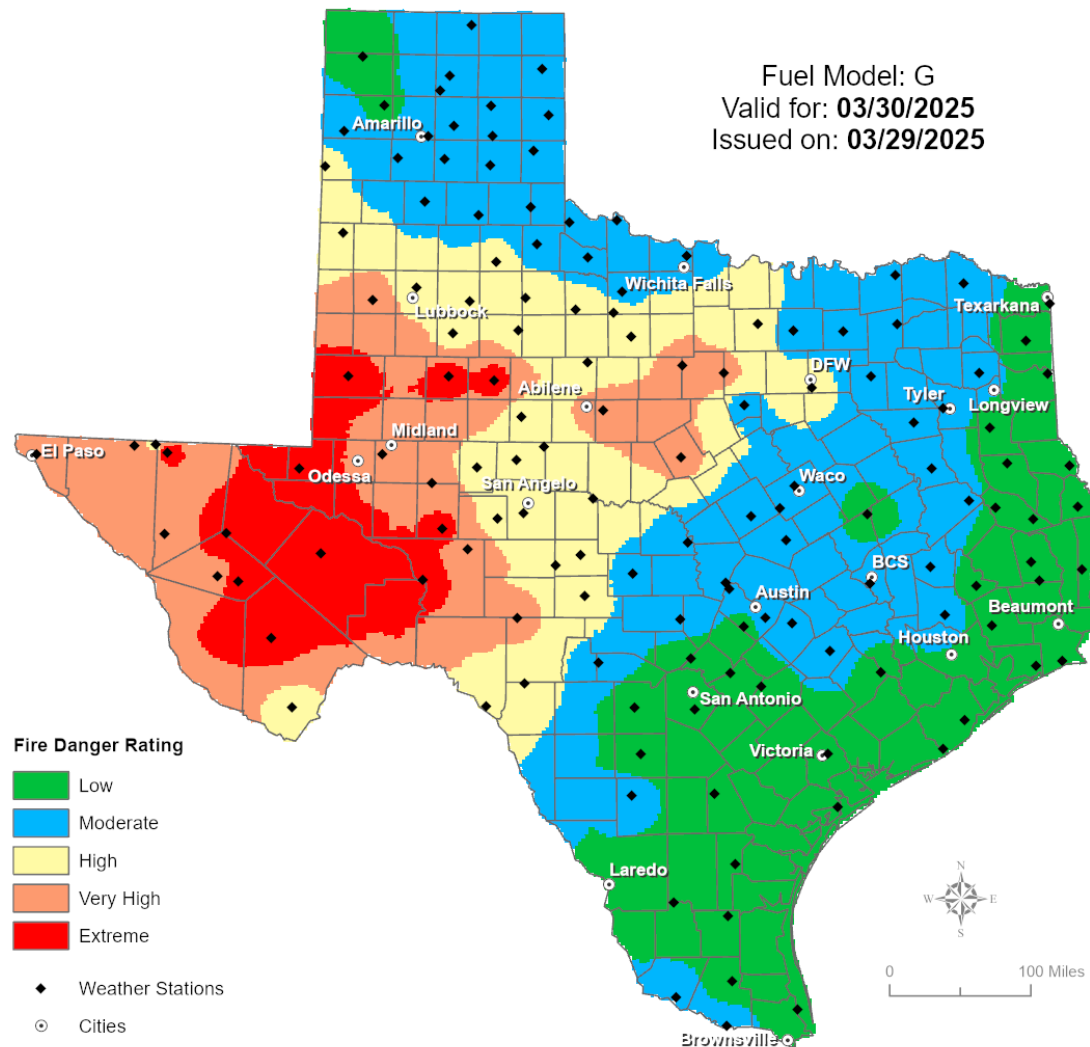 Fuel Model: G
Valid for: 03/30/2025
Issued on: 03/29/2025
Amarillo
Wichita Falls
Lubbock
Texarkana
DFW
Abilene
Tyler
Longview
Midland
El Paso
Odessa
San Angelo
Waco
BCS
Austin
Beaumont
Houston
San Antonio
Victoria
Laredo
Brownsville
Fire Danger Rating
Low
Moderate
High
Very High
Extreme
Weather Stations
Cities
N
W E
S
0 100 Miles